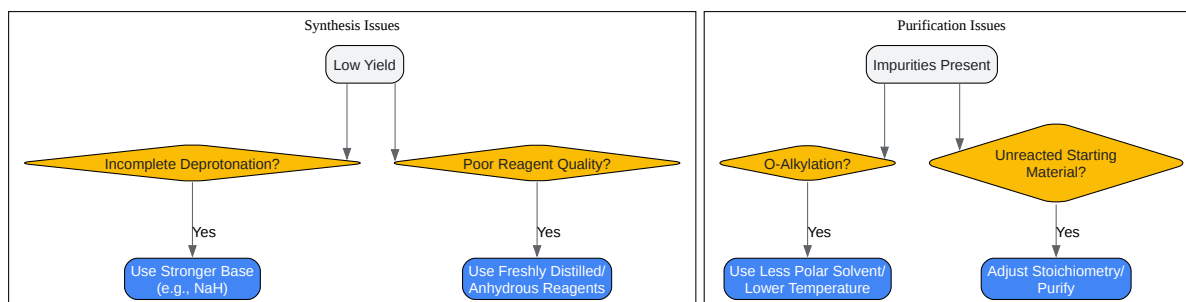 Synthesis Issues
Low Yield
Incomplete Deprotonation?
Poor Reagent Quality?
Yes
Yes
Use Stronger Base
(e.g., NaH)
Use Freshly Distilled/
Anhydrous Reagents
Purification Issues
Impurities Present
O-Alkylation?
Unreacted Starting
Material?
Yes
Yes
Use Less Polar Solvent/
Lower Temperature
Adjust Stoichiometry/
Purify